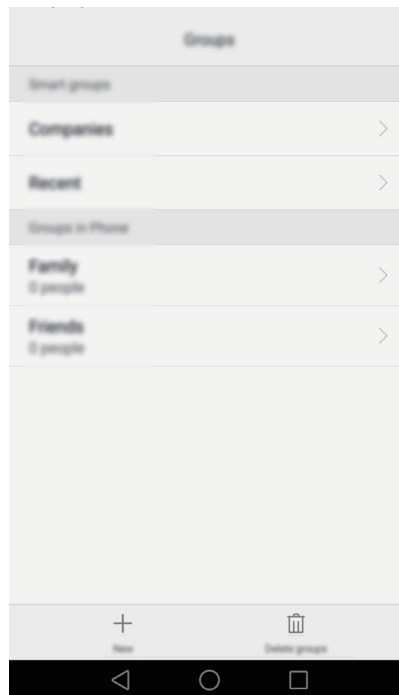 Groups
Smart groups
Companies
Recent
Groups in Phone
Family
0 people
Friends
0 people
New
Delete groups